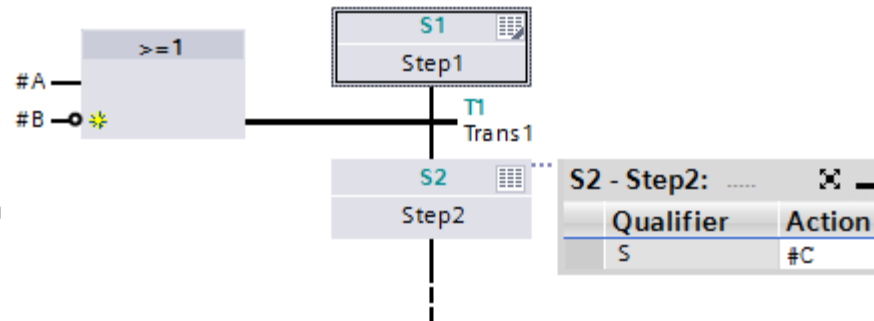 >=1
#A
#B
S1
Step1
T1
Trans1
S2
Step2
S2 - Step2:
Qualifier Action
S #C